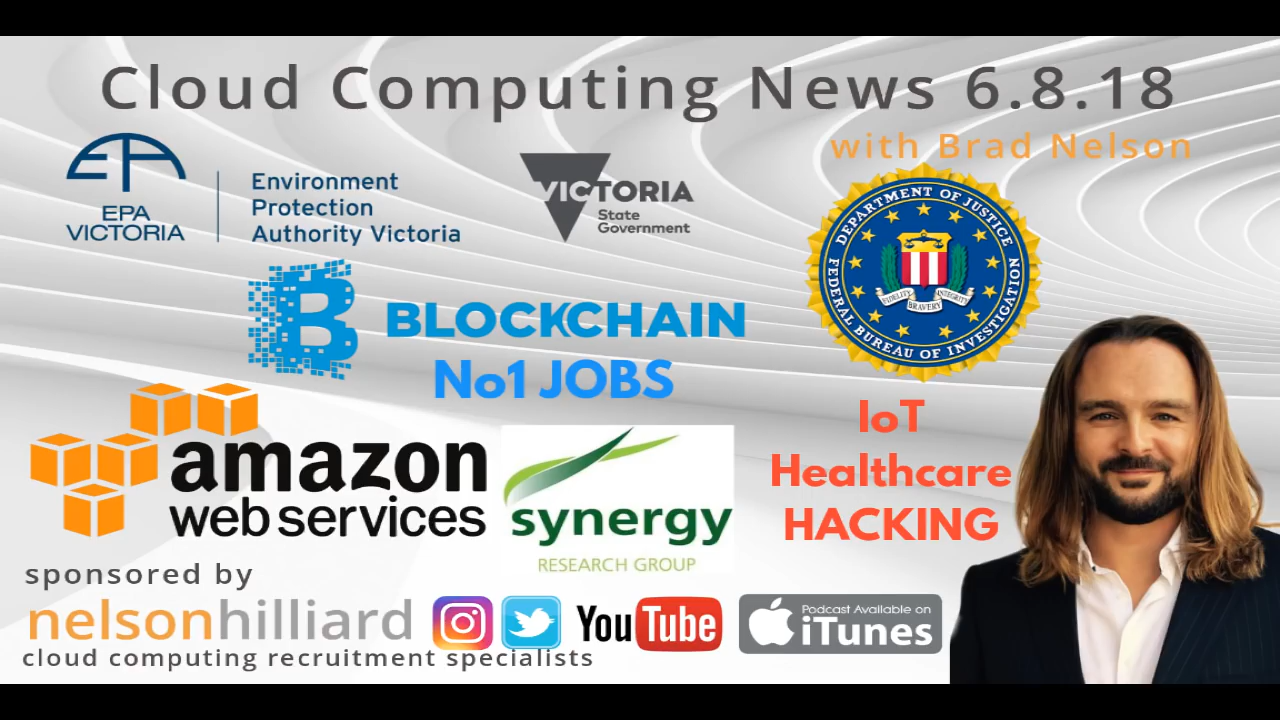 Cloud Computing News 6.8.18
with Brad Nelson
EPA
VICTORIA
Environment
Protection
Authority Victoria
VICTORIA
State
Government
DEPARTMENT OF JUSTICE
FIDELITY BRAVERY INTEGRITY
FEDERAL BUREAU OF INVESTIGATION
B BLOCKCHAIN
No1 JOBS
amazon
web services
synergy
RESEARCH GROUP
IoT
Healthcare
HACKING
sponsored by
nelsonhilliard
cloud computing recruitment specialists
YouTube
Podcast Available on
iTunes